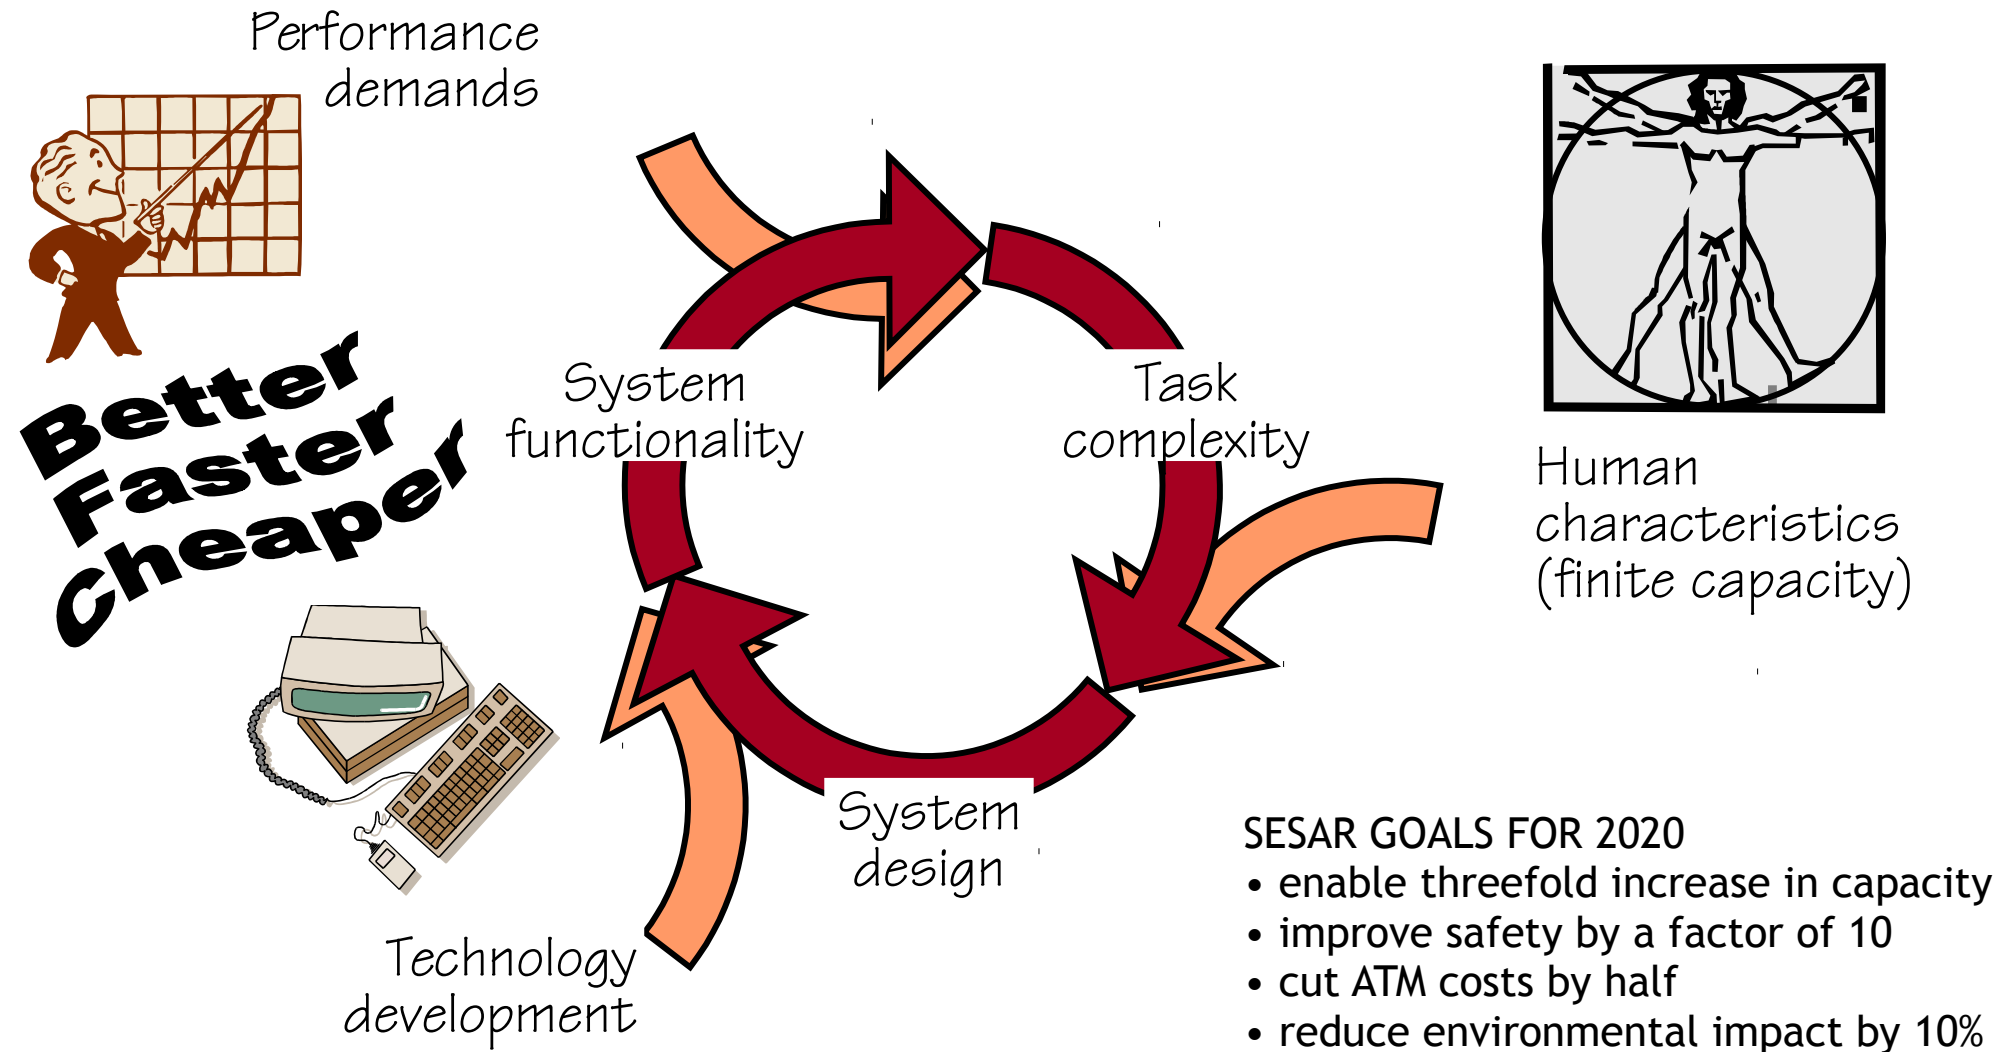 Performance
demands
Better
Faster
Cheaper
System
functionality
Task
complexity
Human
characteristics
(finite capacity)
System
design
Technology
development
SESAR GOALS FOR 2020
• enable threefold increase in capacity
• improve safety by a factor of 10
• cut ATM costs by half
• reduce environmental impact by 10%